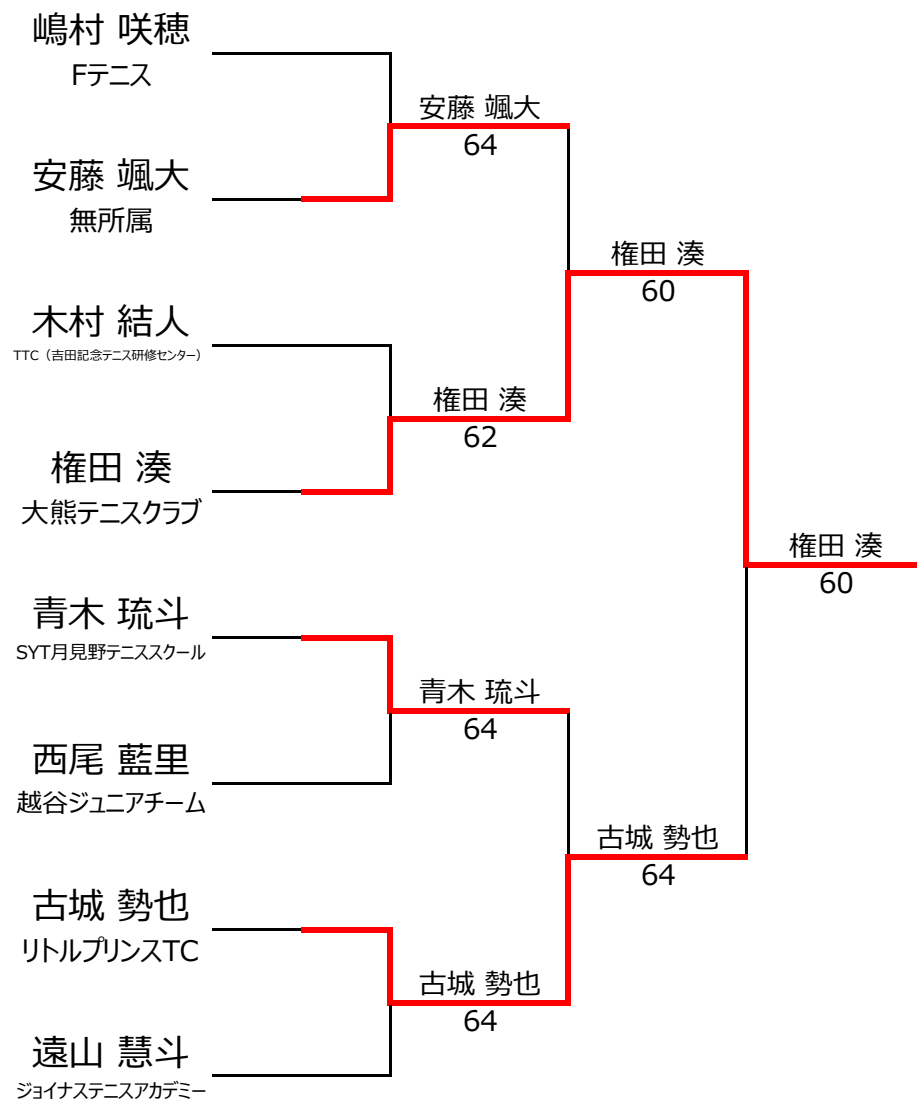 嶋村 咲穂
Fテニス
安藤 颯大
64
安藤 颯大
無所属
権田 湊
60
木村 結人
TTC（吉田記念テニス研修センター）
権田 湊
62
権田 湊
大熊テニスクラブ
権田 湊
60
青木 琉斗
SYT月見野テニススクール
青木 琉斗
64
西尾 藍里
越谷ジュニアチーム
古城 勢也
64
古城 勢也
リトルプリンスTC
古城 勢也
64
遠山 慧斗
ジョイナステニスアカデミー